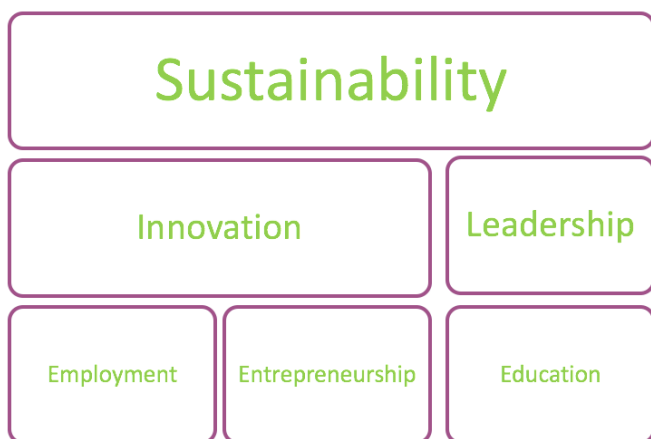 Sustainability
Innovation
Leadership
Employment
Entrepreneurship
Education